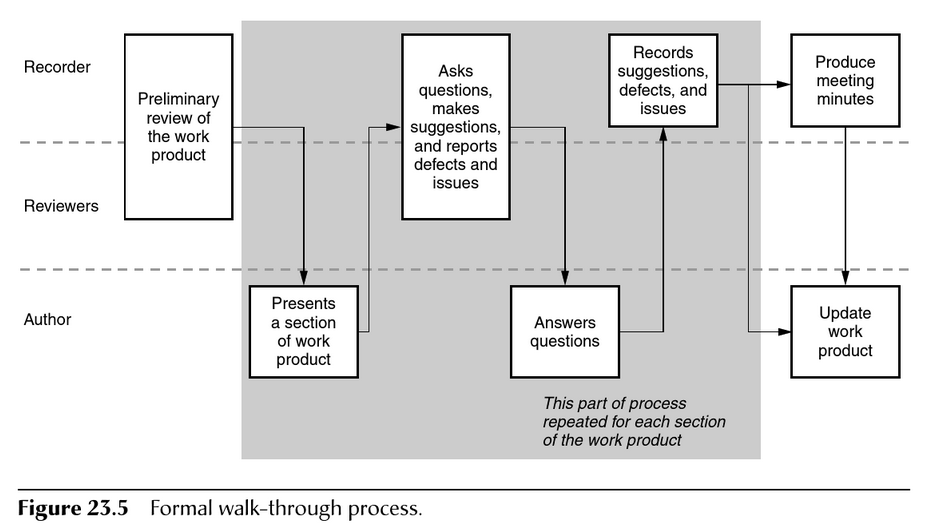 Recorder
Preliminary
review of
the work
product
Asks
questions,
makes
suggestions,
and reports
defects and
issues
Records
suggestions,
defects, and
issues
Produce
meeting
minutes
Reviewers
Author
Presents
a section
of work
product
Answers
questions
Update
work
product
This part of process
repeated for each section
of the work product
Figure 23.5 Formal walk-through process.